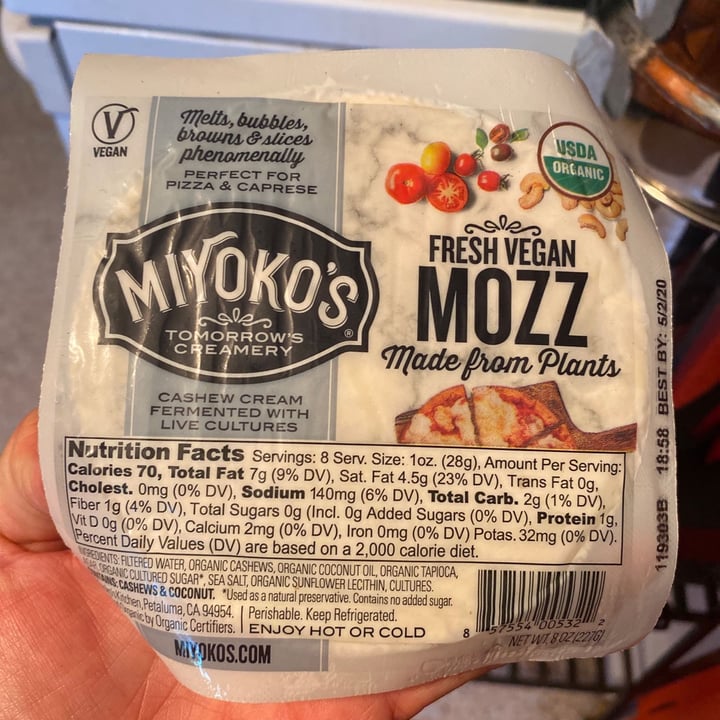 VEGAN
Melts, bubbles,
browns & slices
phenomenally
PERFECT FOR
PIZZA & CAPRESE
USDA
ORGANIC
MIYOKO'S®
TOMORROW'S
CREAMERY
FRESH VEGAN
MOZZ
Made from Plants
CASHEW CREAM
FERMENTED WITH
LIVE CULTURES
119303B 18:58 BEST BY: 5/2/20
Nutrition Facts Servings: 8 Serv. Size: 1oz. (28g), Amount Per Serving:
Calories 70, Total Fat 7g (9% DV), Sat. Fat 4.5g (23% DV), Trans Fat 0g,
Cholest. 0mg (0% DV), Sodium 140mg (6% DV), Total Carb. 2g (1% DV),
Fiber 1g (4% DV), Total Sugars 0g (Incl. 0g Added Sugars (0% DV), Protein 1g,
Vit D 0g (0% DV), Calcium 2mg (0% DV), Iron 0mg (0% DV) Potas. 32mg (0% DV).
Percent Daily Values (DV) are based on a 2,000 calorie diet.
INGREDIENTS: FILTERED WATER, ORGANIC CASHEWS, ORGANIC COCONUT OIL, ORGANIC TAPIOCA,
ORGANIC CULTURED SUGAR*, SEA SALT, ORGANIC SUNFLOWER LECITHIN, CULTURES.
CASHEWS & COCONUT. *Used as a natural preservative. Contains no added sugar.
Kitchen, Petaluma, CA 94954. | Perishable. Keep Refrigerated.
Organic by Organic Certifiers. | ENJOY HOT OR COLD
MIYOKOS.COM
8 57554 00532 2
NET WT. 8 OZ (227G)